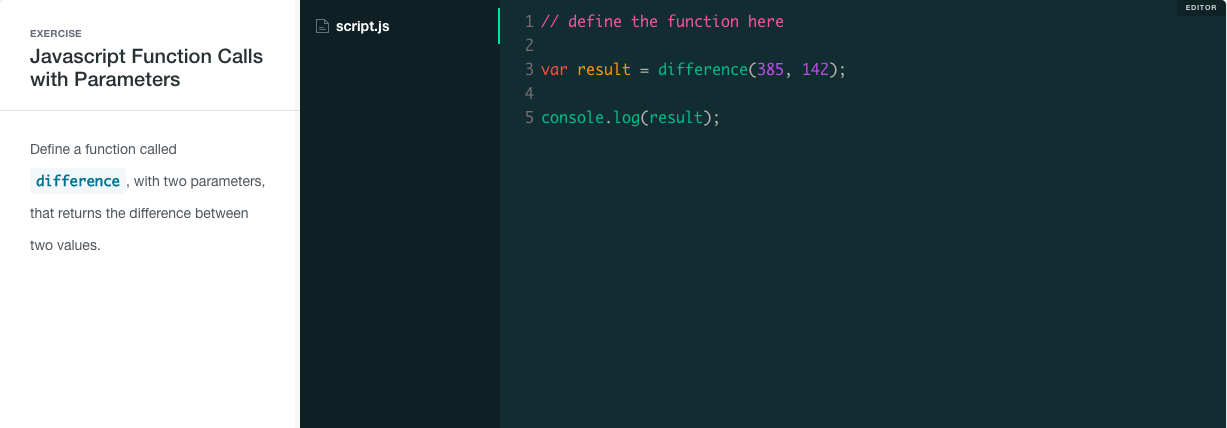 EXERCISE
Javascript Function Calls
with Parameters
Define a function called
difference , with two parameters,
that returns the difference between
two values.
script.js
EDITOR
1 // define the function here
2
3 var result = difference(385, 142);
4
5 console.log(result);